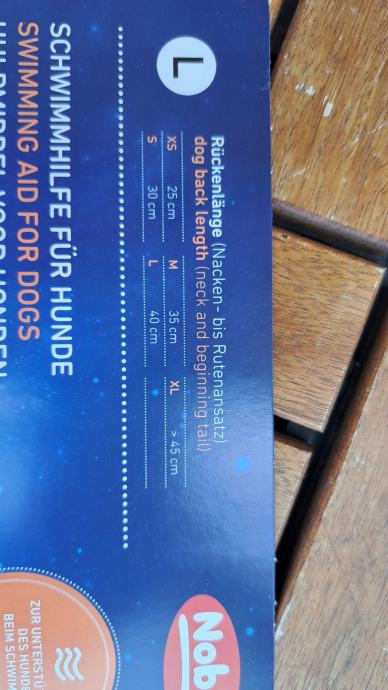 L
Rückenlänge (Nacken- bis Rutenansatz)
dog back length (neck and beginning tail)
XS 25 cm M 35 cm XL > 45 cm
S 30 cm L 40 cm
SCHWIMMHILFE FÜR HUNDE
SWIMMING AID FOR DOGS
Nob
ZUR UNTERSTÜ
DES HUNDE
BEIM SCHWIM